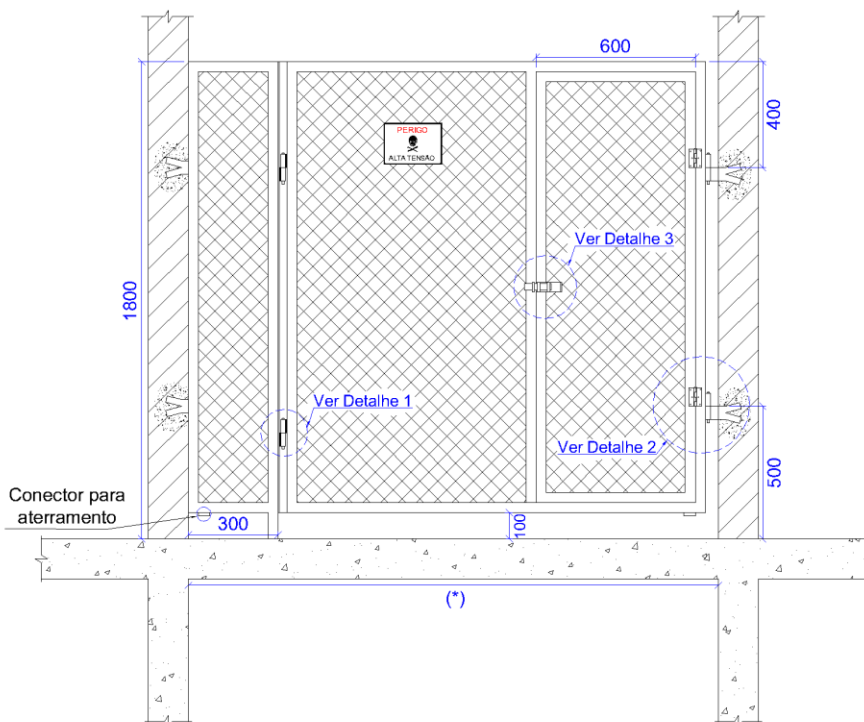 600
400
PERIGO
ALTA TENSÃO
Ver Detalhe 3
1800
Ver Detalhe 1
Ver Detalhe 2
500
Conector para
aterramento
300
100
(*)